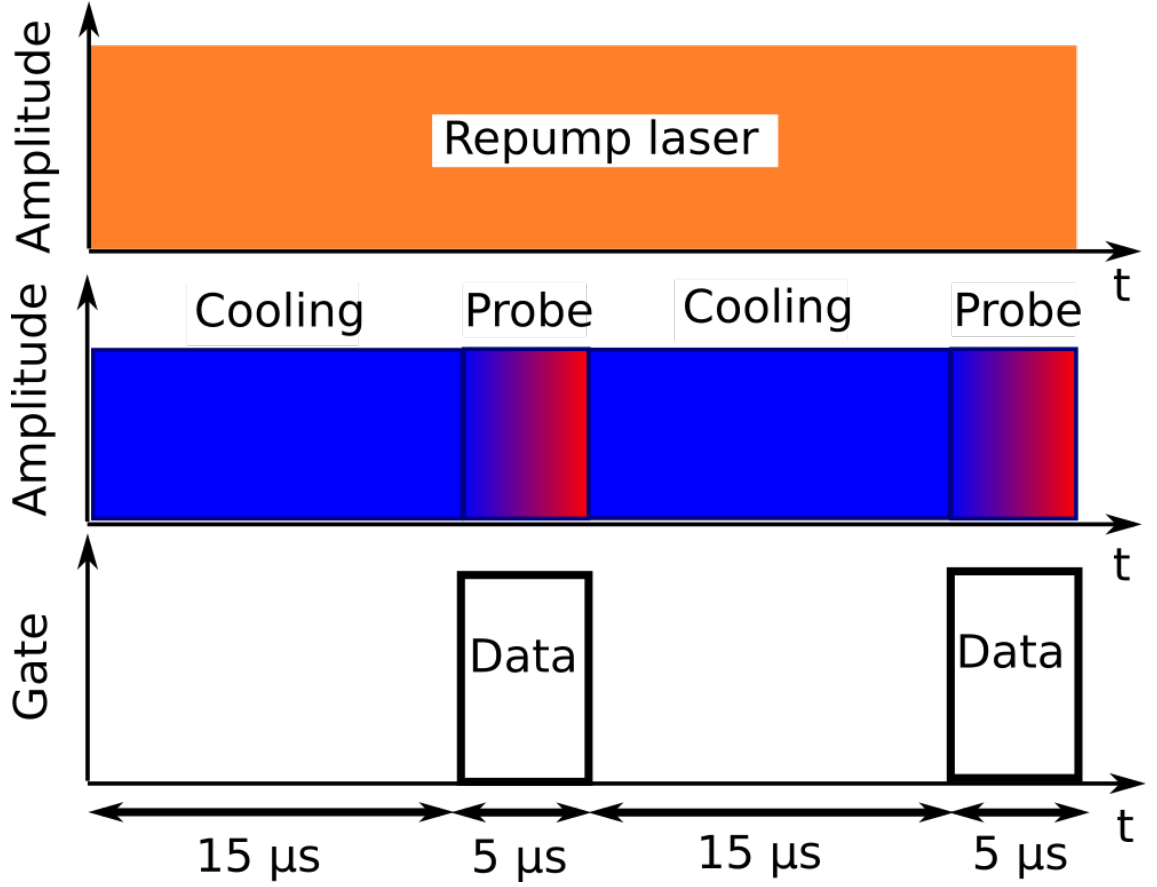 Amplitude
Repump laser
t
Amplitude
Cooling Probe Cooling Probe
t
Gate
Data Data
t
15 µs 5 µs 15 µs 5 µs